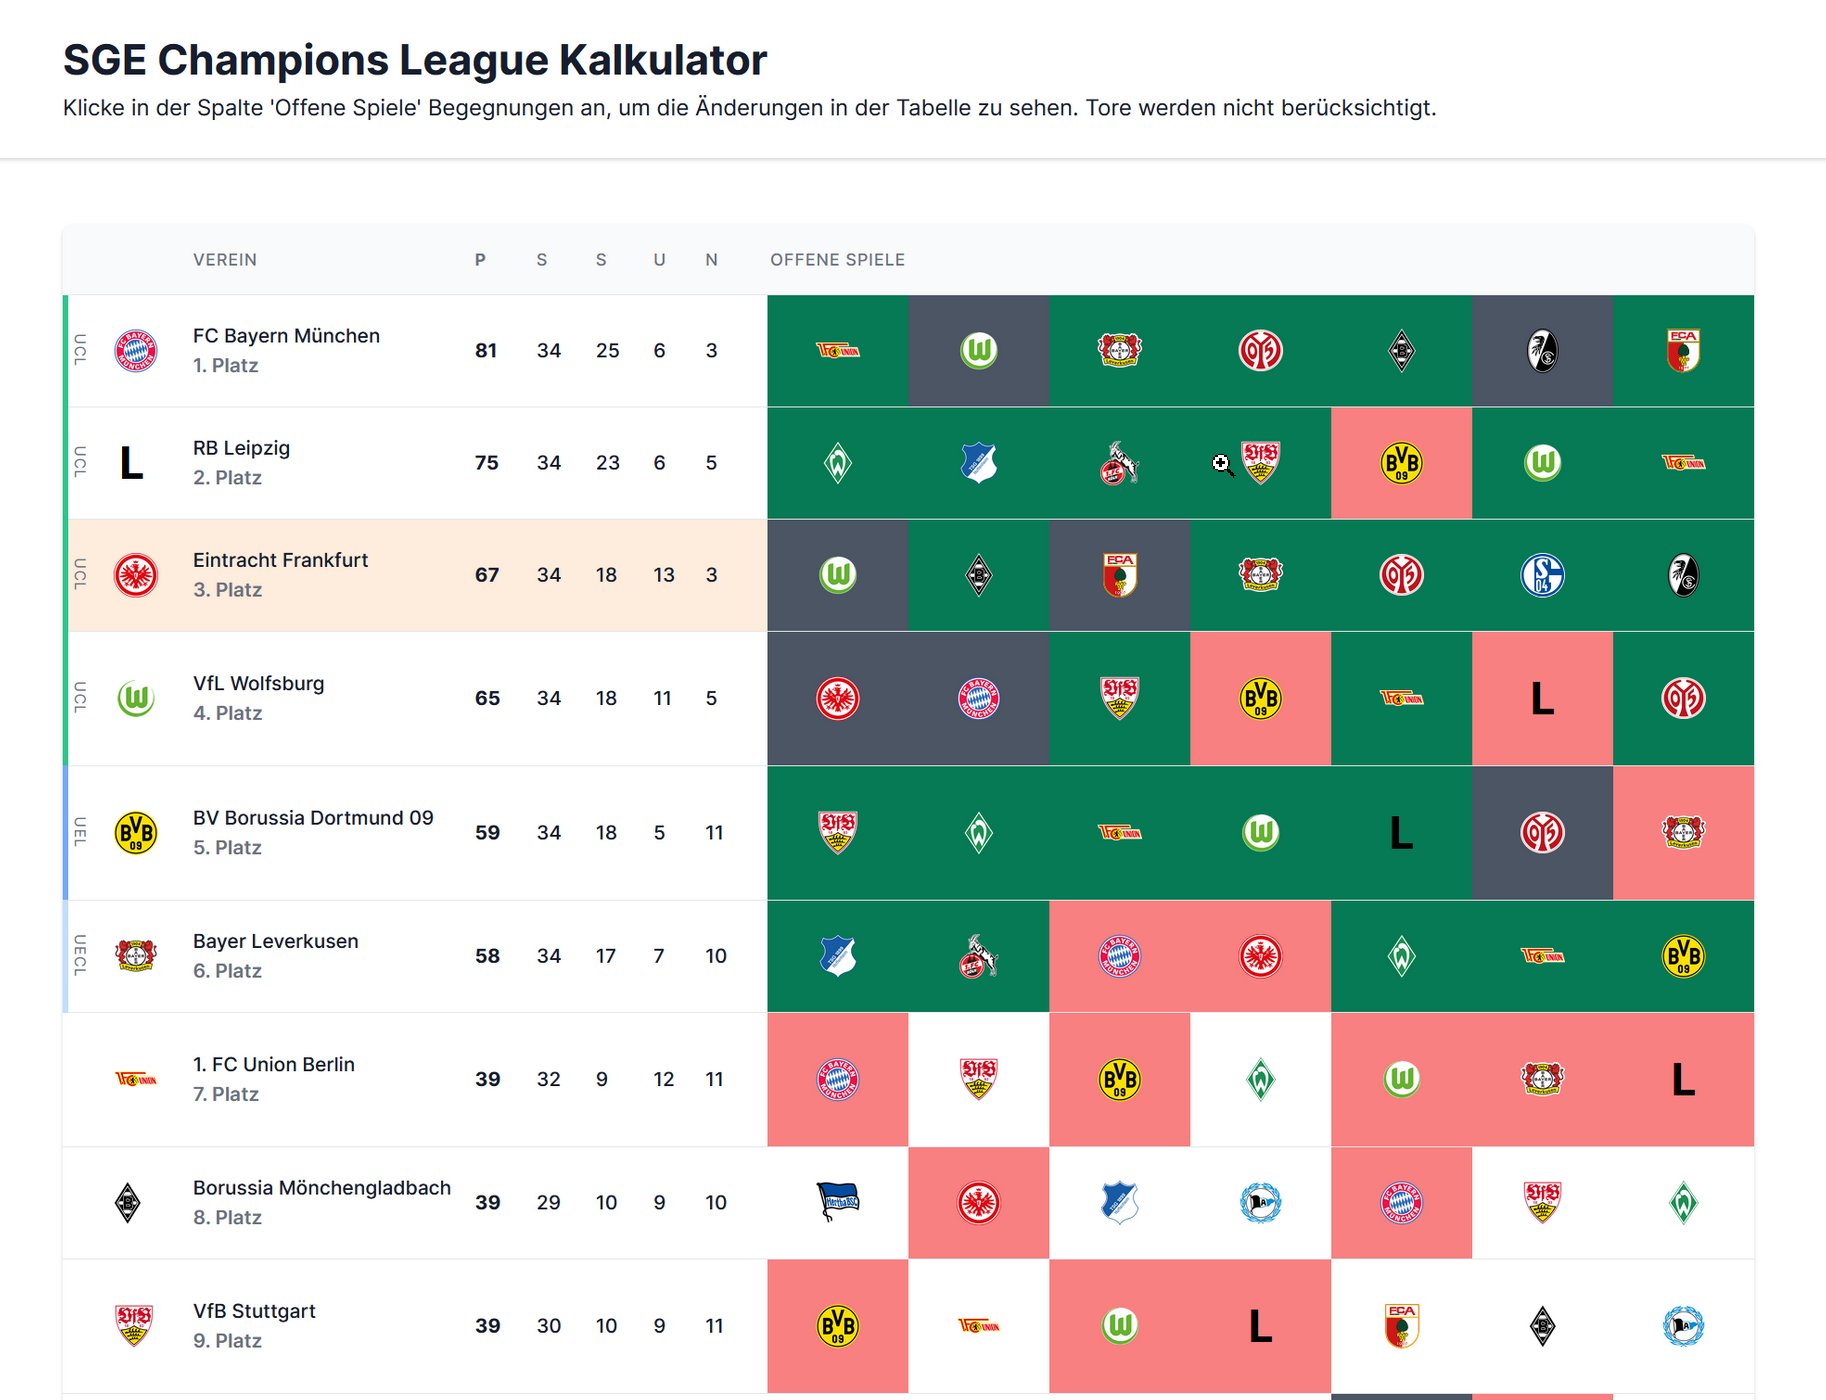 SGE Champions League Kalkulator
Klicke in der Spalte 'Offene Spiele' Begegnungen an, um die Änderungen in der Tabelle zu sehen. Tore werden nicht berücksichtigt.
VEREIN P S S U N OFFENE SPIELE
UCL FC Bayern München 81 34 25 6 3
1. Platz
UCL L RB Leipzig 75 34 23 6 5
2. Platz
UCL Eintracht Frankfurt 67 34 18 13 3
3. Platz
UCL VfL Wolfsburg 65 34 18 11 5 L
4. Platz
UEL BVB 09 BV Borussia Dortmund 09 59 34 18 5 11 L
5. Platz
UECL Bayer Leverkusen 58 34 17 7 10
6. Platz
1. FC Union Berlin 39 32 9 12 11 L
7. Platz
Borussia Mönchengladbach 39 29 10 9 10
8. Platz
VfB Stuttgart 39 30 10 9 11 L
9. Platz